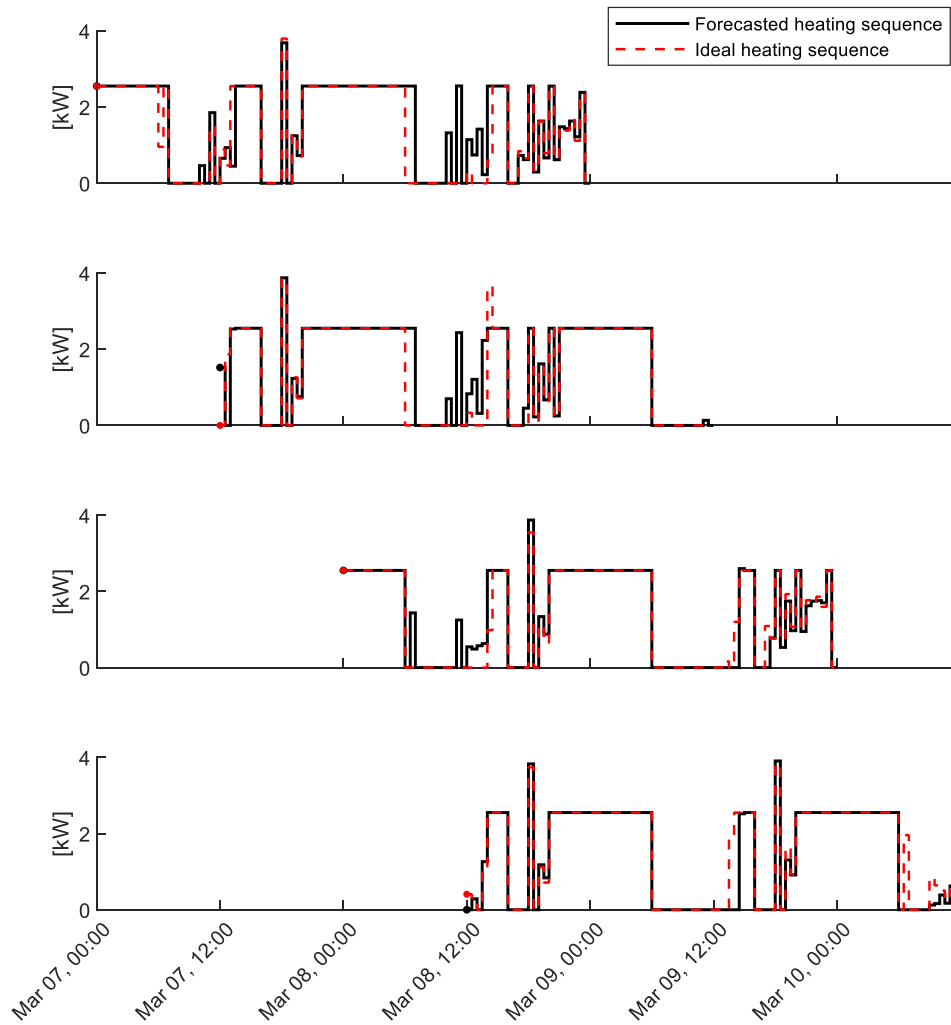 Forecasted heating sequence
Ideal heating sequence
4
2
0
[kW]
4
2
0
[kW]
4
2
0
[kW]
4
2
0
[kW]
Mar 07, 00:00
Mar 07, 12:00
Mar 08, 00:00
Mar 08, 12:00
Mar 09, 00:00
Mar 09, 12:00
Mar 10, 00:00